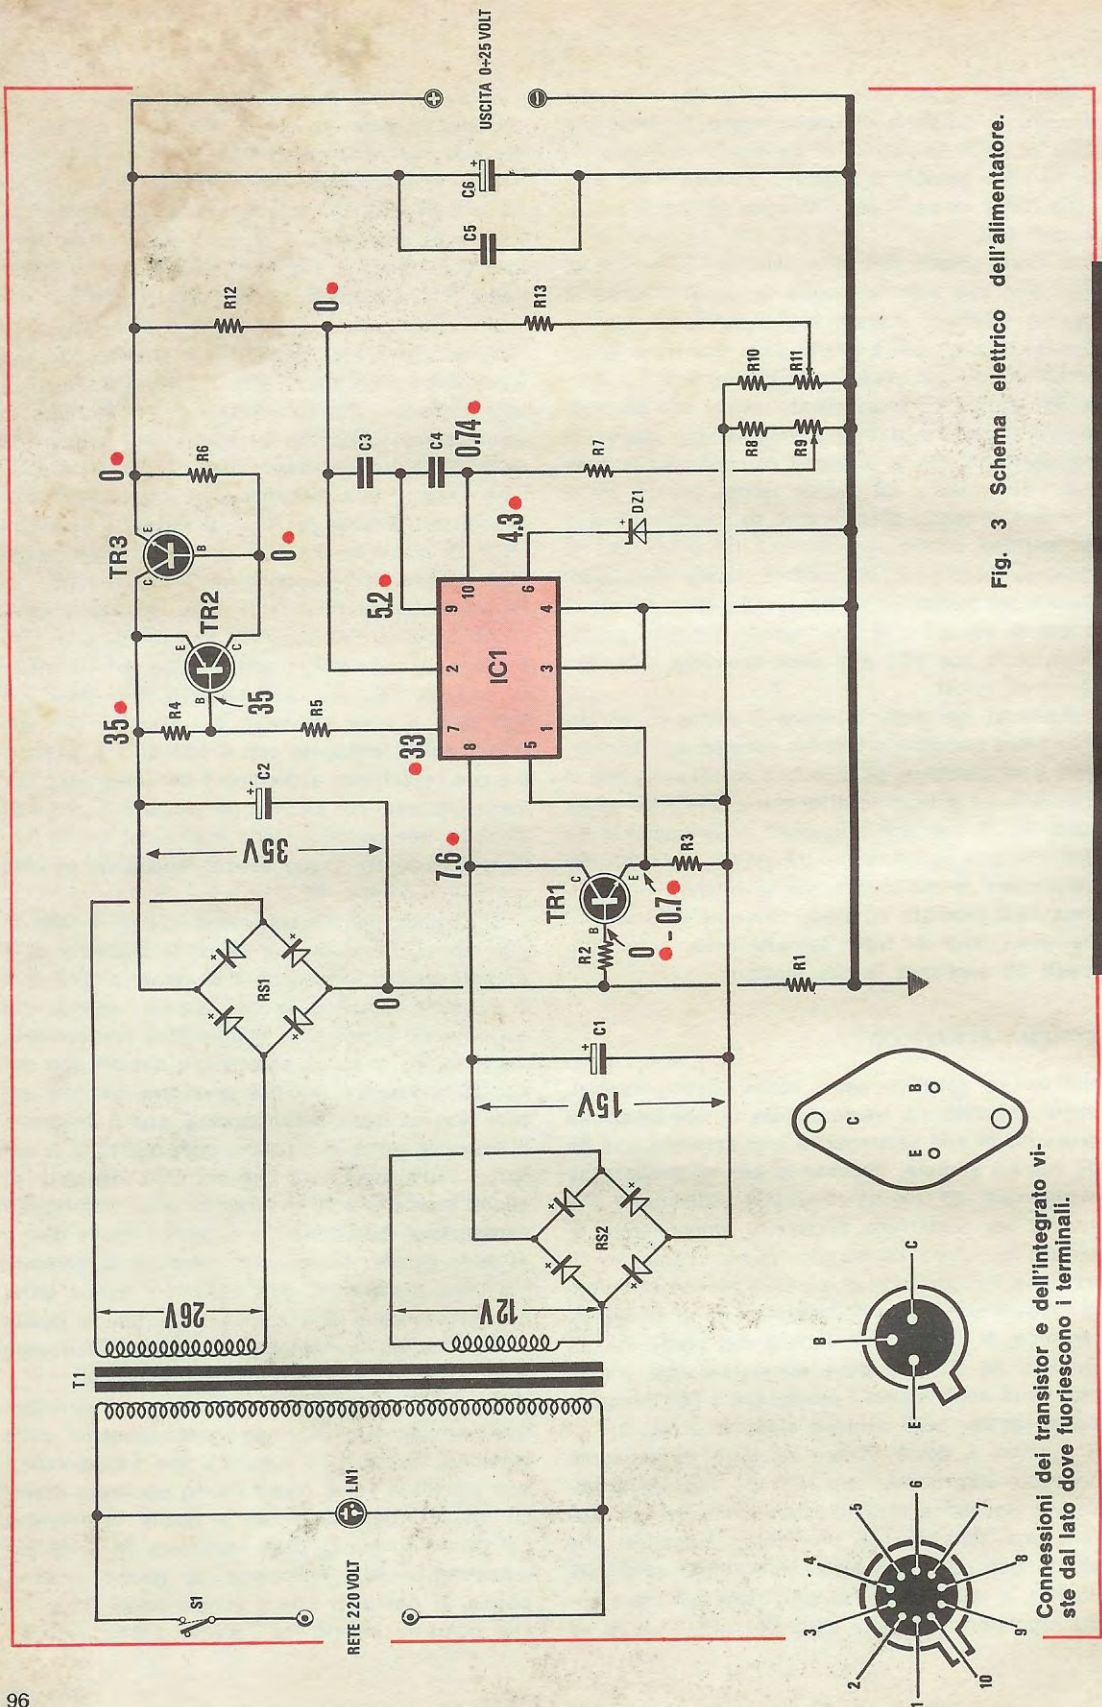 96
S1
RETE 220 VOLT
LN1
T1
26V
12V
RS1
RS2
35V
C2
+
15V
C1
+
0
R1
R2
TR1
B
C
E
0
- 0.7
R3
7.6
35
R4
B
35
R5
33
TR2
E
C
TR3
C
B
E
0
0
R6
IC1
8
7
2
9
10
5
1
3
4
6
5.2
C3
C4
0.74
4.3
DZ1
R7
R12
0
R13
R8
R9
R10
R11
C5
C6
+
USCITA 0÷25 VOLT
+
-
1
2
3
4
5
6
7
8
9
10
E
B
C
E
B
C
Connessioni dei transistor e dell'integrato vi-
ste dal lato dove fuoriescono i terminali.
Fig. 3 Schema elettrico dell'alimentatore.